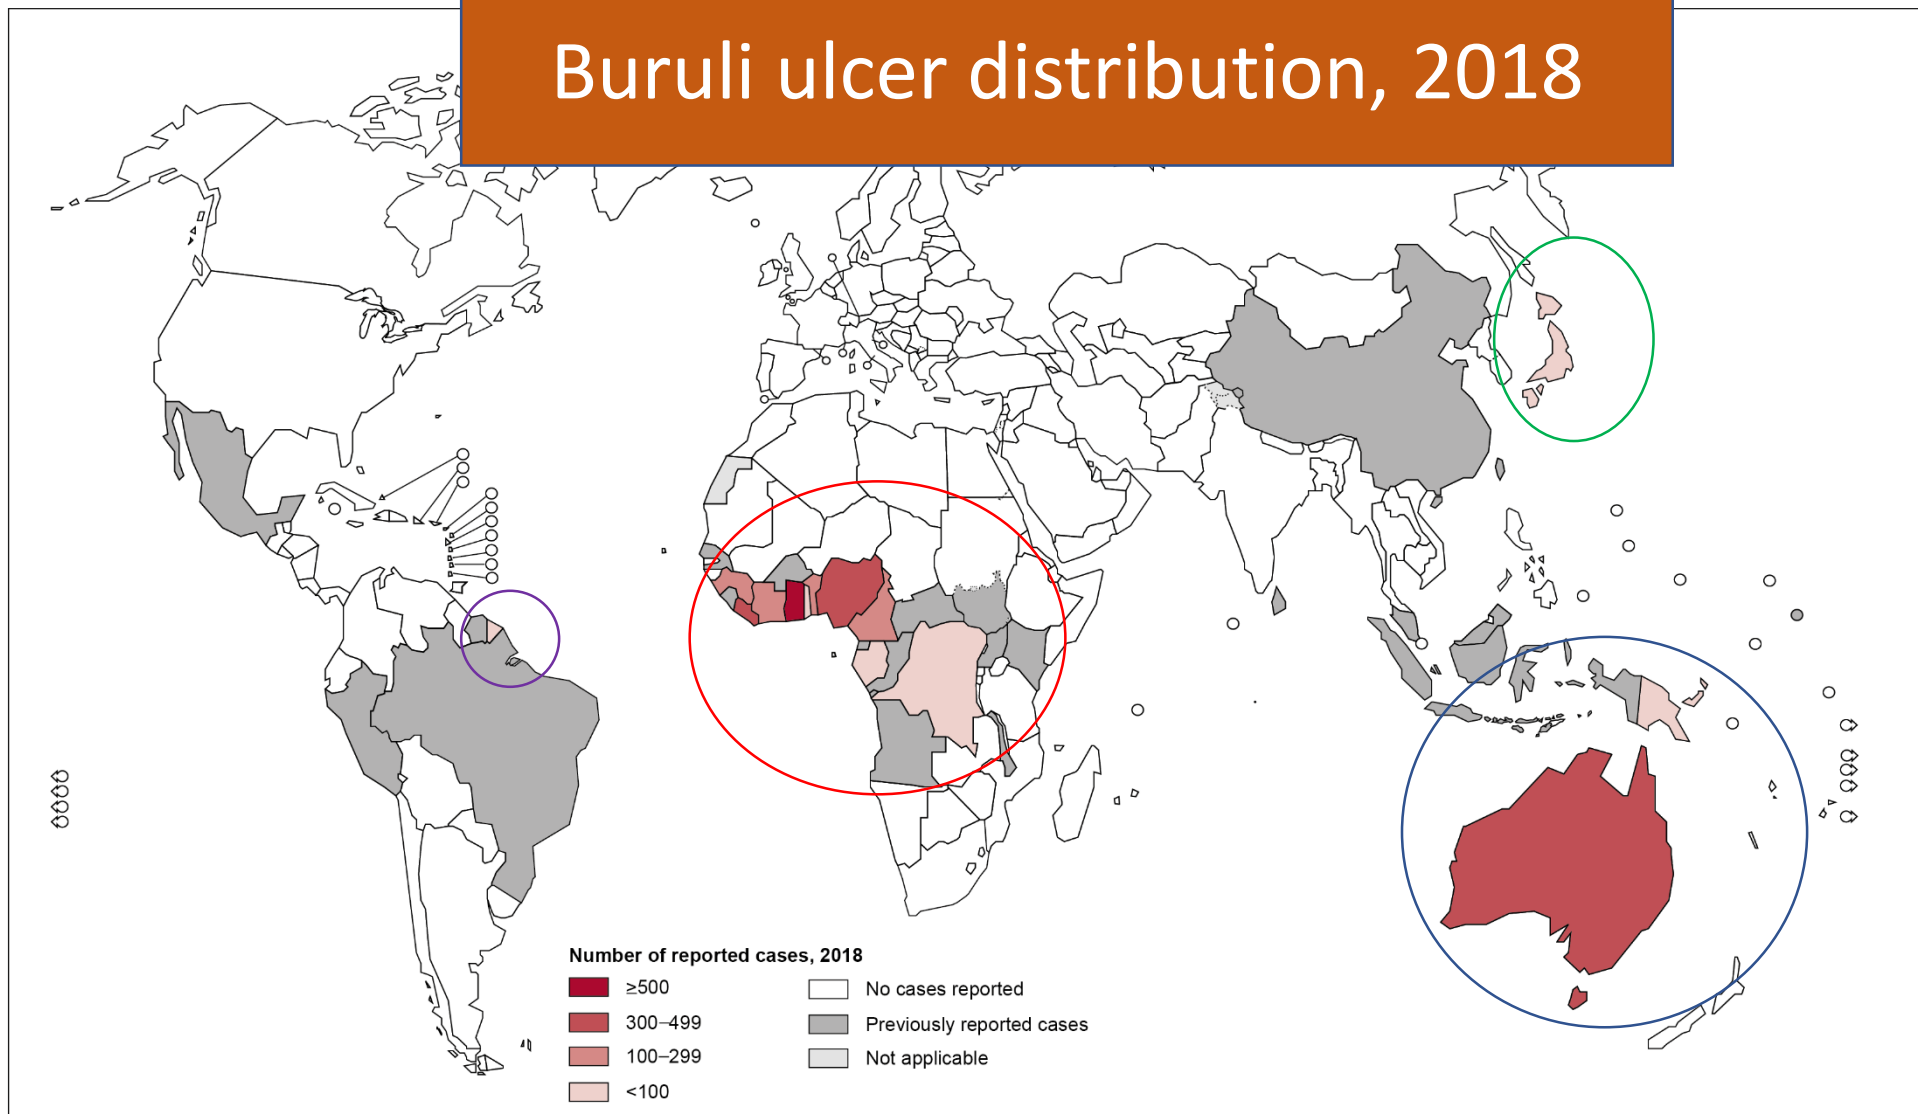 Buruli ulcer distribution, 2018
Number of reported cases, 2018
≥500
300–499
100–299
<100
No cases reported
Previously reported cases
Not applicable